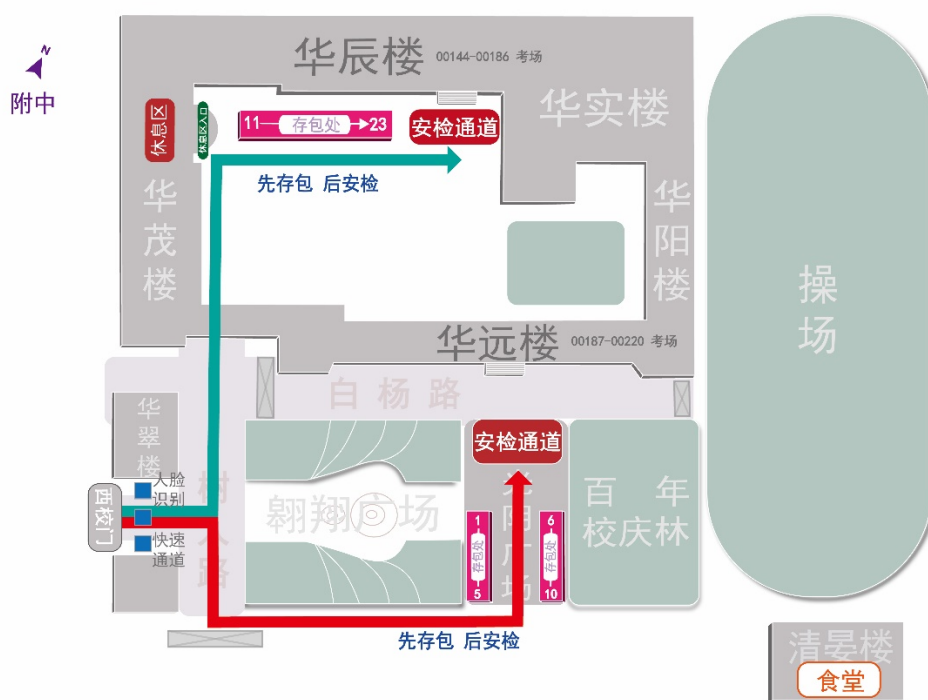 N
附中
华辰楼 00144-00186 考场
华实楼
休息区
休息区入口
11 存包处 23
安检通道
先存包 后安检
华茂楼
华阳楼
操场
华远楼 00187-00220 考场
白杨路
华翠楼
人脸识别
西校门
快速通道
树人路
翱翔广场
安检通道
1 存包处 5
6 存包处 10
百年校庆林
先存包 后安检
清晏楼
食堂